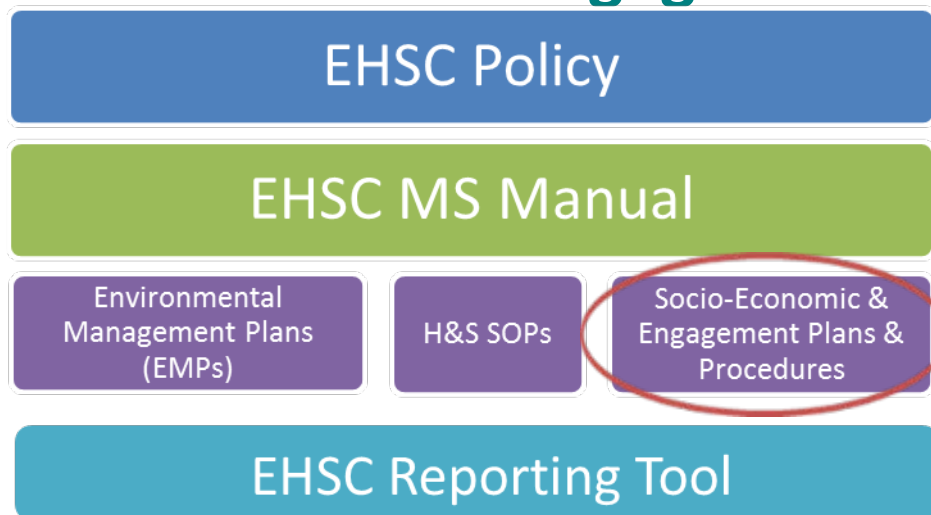 EHSC Policy
EHSC MS Manual
Environmental
Management Plans
(EMPs)
H&S SOPs
Socio-Economic &
Engagement Plans &
Procedures
EHSC Reporting Tool